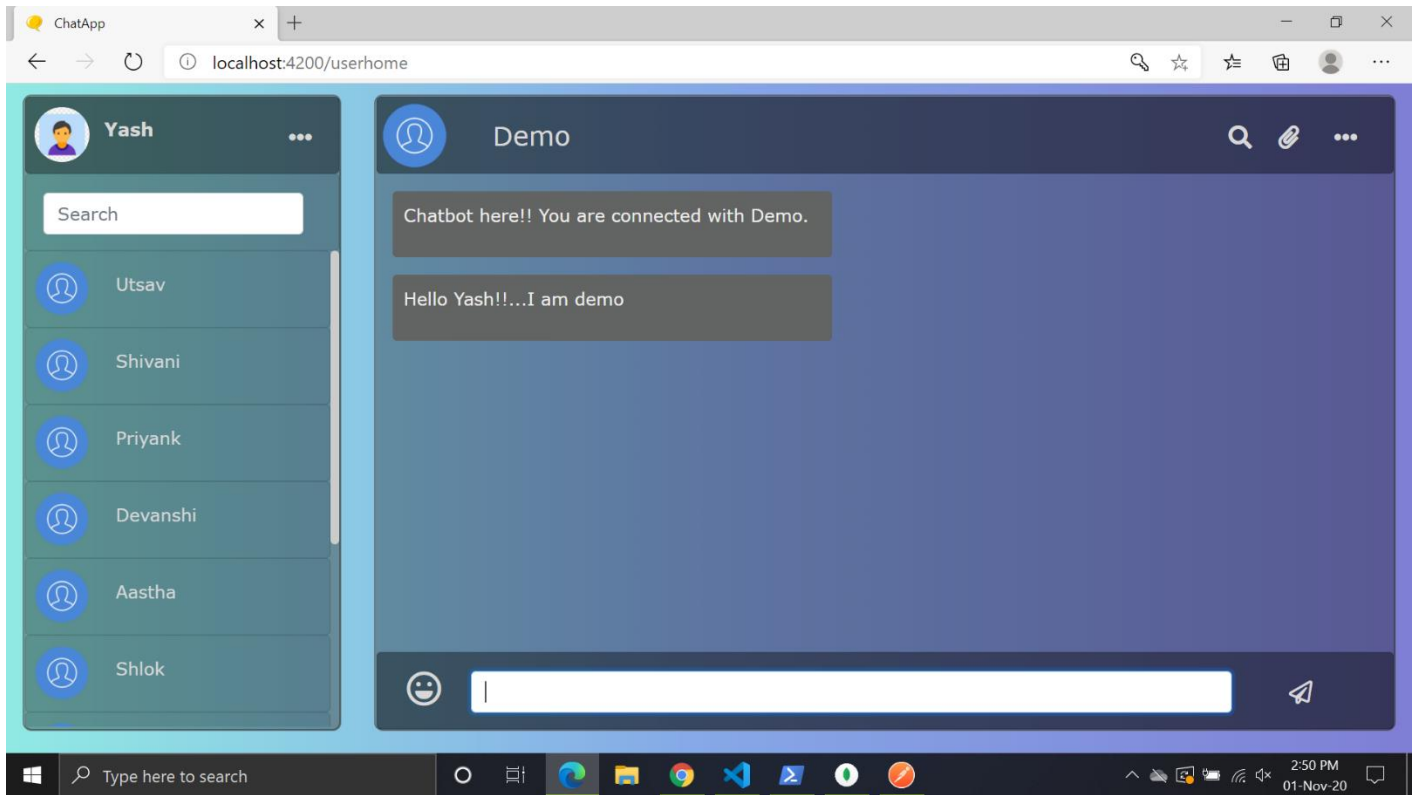 ChatApp
localhost:4200/userhome
Yash
Demo
Search
Chatbot here!! You are connected with Demo.
Hello Yash!!...I am demo
Utsav
Shivani
Priyank
Devanshi
Aastha
Shlok
Type here to search
2:50 PM
01-Nov-20